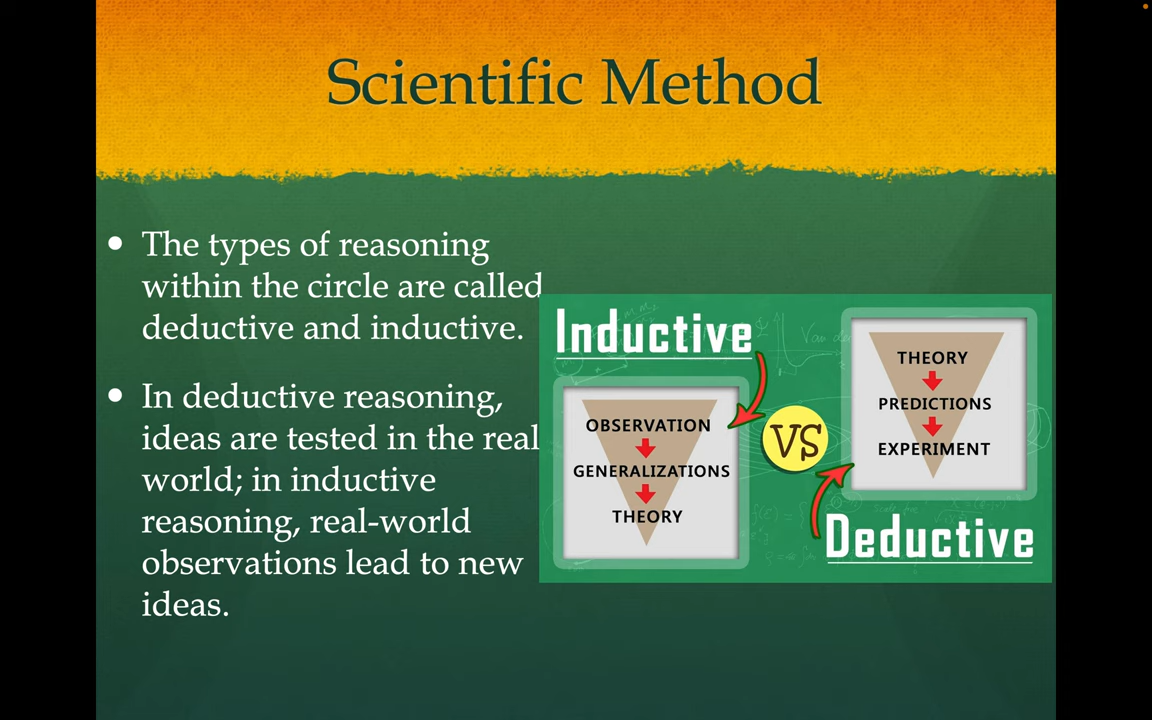 Scientific Method
• The types of reasoning
within the circle are called
deductive and inductive.
• In deductive reasoning,
ideas are tested in the real
world; in inductive
reasoning, real-world
observations lead to new
ideas.
Inductive
OBSERVATION
GENERALIZATIONS
THEORY
VS
THEORY
PREDICTIONS
EXPERIMENT
Deductive